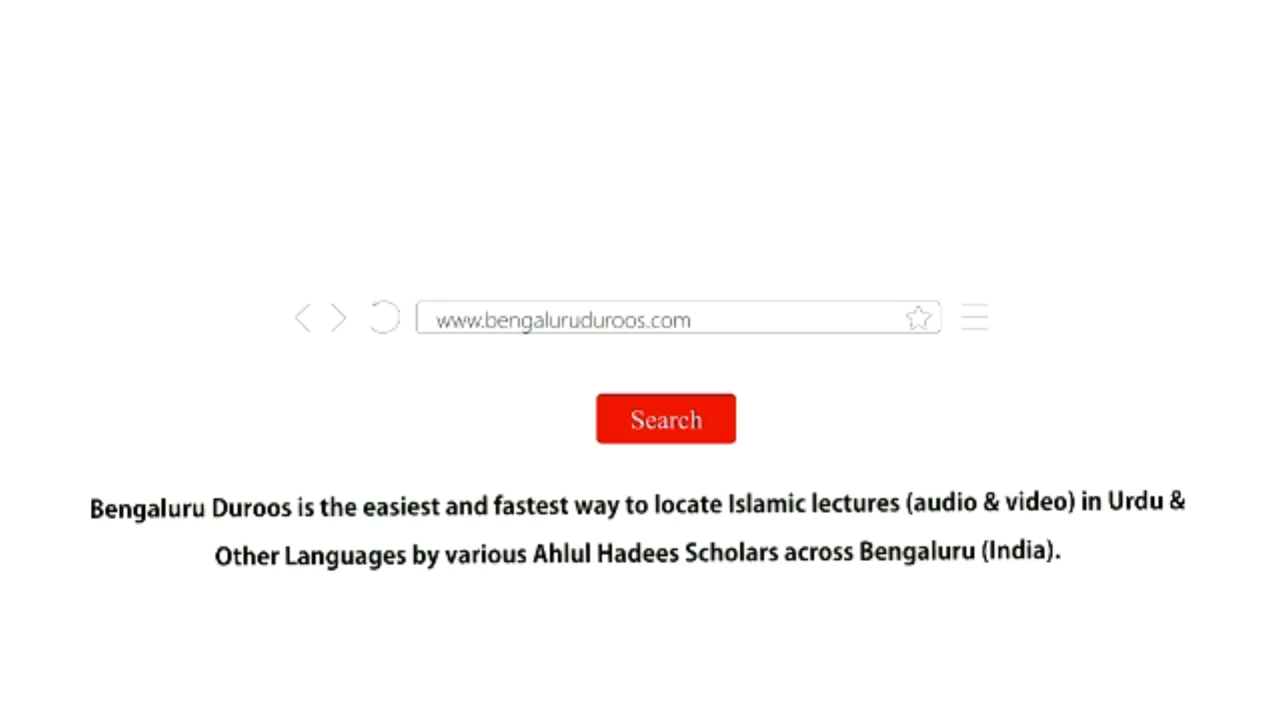 www.bengaluruduroos.com
Search
Bengaluru Duroos is the easiest and fastest way to locate Islamic lectures (audio & video) in Urdu &
Other Languages by various Ahlul Hadees Scholars across Bengaluru (India).